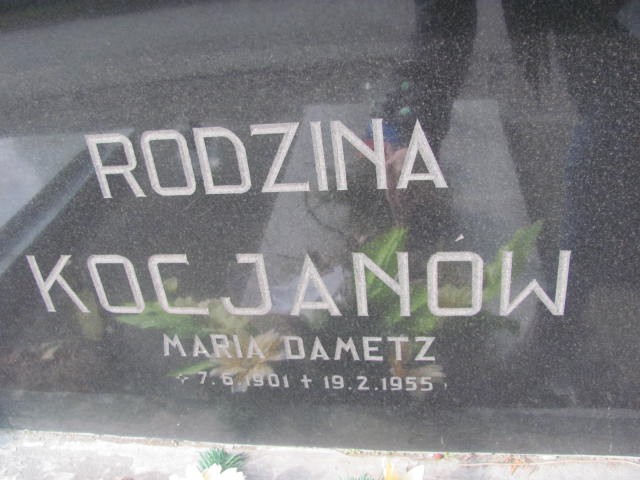 RODZINA
KOCJANÓW
MARIA DAMETZ
* 7.6.1901 + 19.2.1955